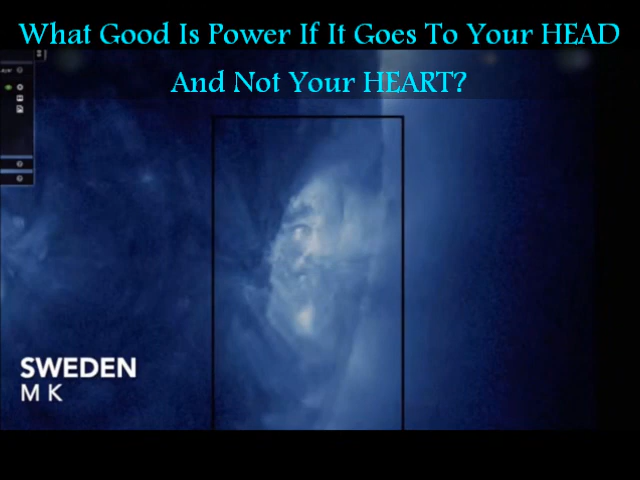 What Good Is Power If It Goes To Your HEAD
And Not Your HEART?
SWEDEN
M K